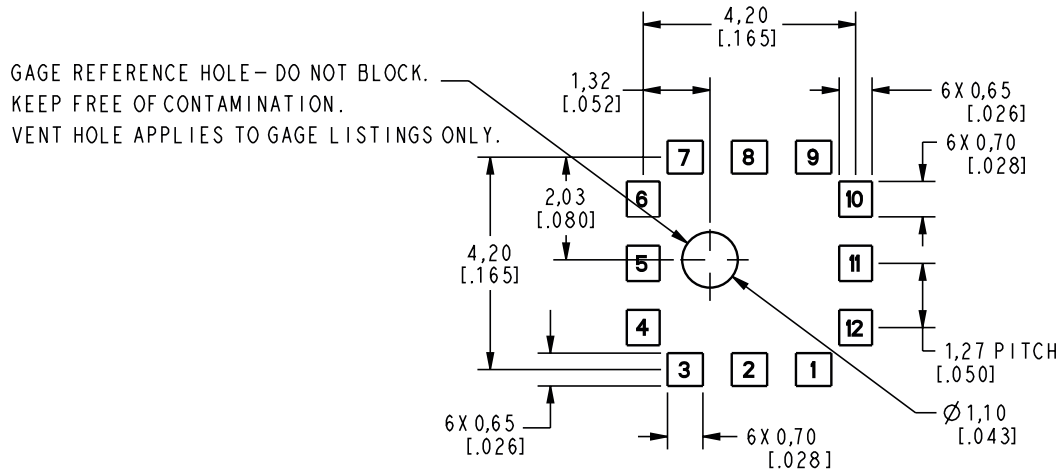 4,20
[.165]
GAGE REFERENCE HOLE- DO NOT BLOCK.
KEEP FREE OF CONTAMINATION.
VENT HOLE APPLIES TO GAGE LISTINGS ONLY.
1,32
[.052]
6X 0,65
[.026]
6X 0,70
[.028]
7 8 9
6 10
2,03
[.080]
4,20
[.165]
5 11
4 12
1,27 PITCH
[.050]
3 2 1
6X 0,65
[.026]
6X 0,70
[.028]
Ø 1,10
[.043]